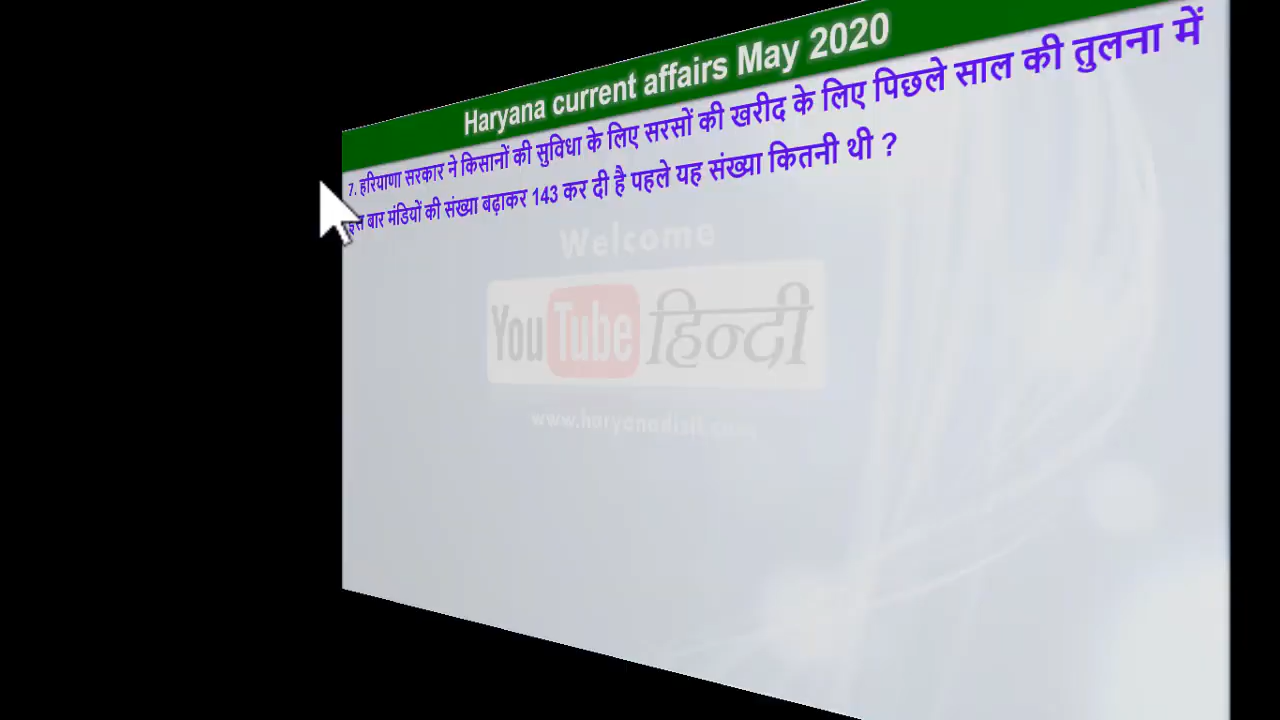 Haryana current affairs May 2020
7. हरियाणा सरकार ने किसानों की सुविधा के लिए सरसों की खरीद के लिए पिछले साल की तुलना में
इस बार मंडियों की संख्या बढ़ाकर 143 कर दी है पहले यह संख्या कितनी थी ?
Welcome
YouTube हिन्दी